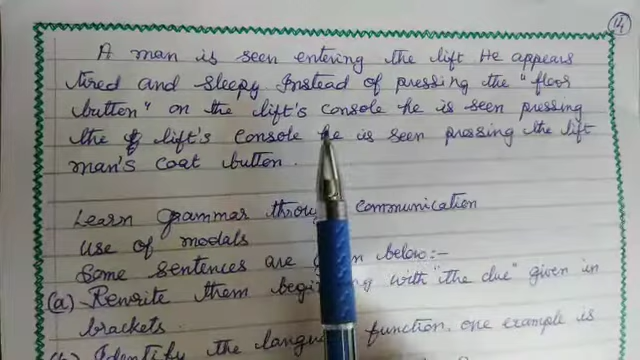 14
A man is seen entering the lift He appears
tired and sleepy Instead of pressing the "floor
button" on the lift's console he is seen pressing
the lift's console he is seen pressing the lift
man's coat button.
Learn grammar through communication
Use of modals
Some sentences are below:-
(a) Rewrite them with "the clue" given in
brackets.
(b) Identify the function, one example is